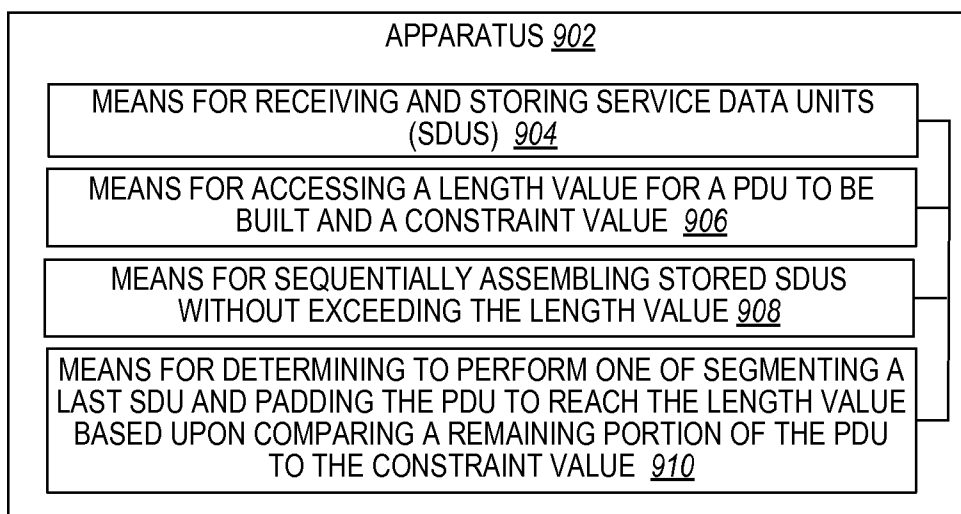 APPARATUS 902
MEANS FOR RECEIVING AND STORING SERVICE DATA UNITS
(SDUS) 904
MEANS FOR ACCESSING A LENGTH VALUE FOR A PDU TO BE
BUILT AND A CONSTRAINT VALUE 906
MEANS FOR SEQUENTIALLY ASSEMBLING STORED SDUS
WITHOUT EXCEEDING THE LENGTH VALUE 908
MEANS FOR DETERMINING TO PERFORM ONE OF SEGMENTING A
LAST SDU AND PADDING THE PDU TO REACH THE LENGTH VALUE
BASED UPON COMPARING A REMAINING PORTION OF THE PDU
TO THE CONSTRAINT VALUE 910